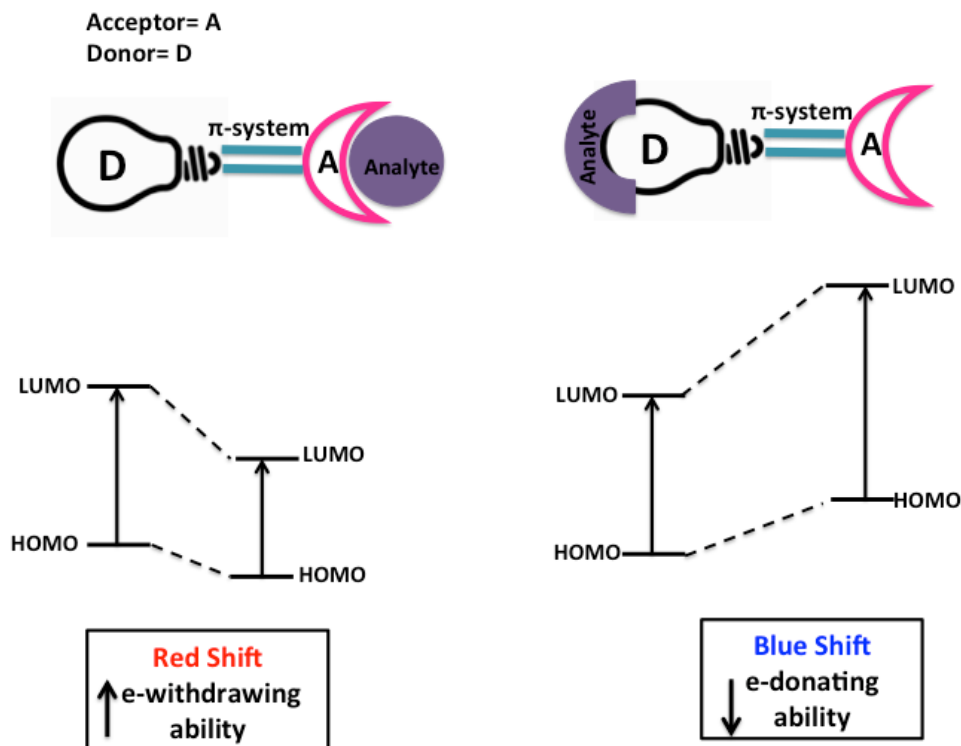 Acceptor= A
Donor= D
D
π-system
A
Analyte
Analyte
D
π-system
A
LUMO
LUMO
HOMO
HOMO
LUMO
LUMO
HOMO
HOMO
Red Shift
e-withdrawing
ability
Blue Shift
e-donating
ability